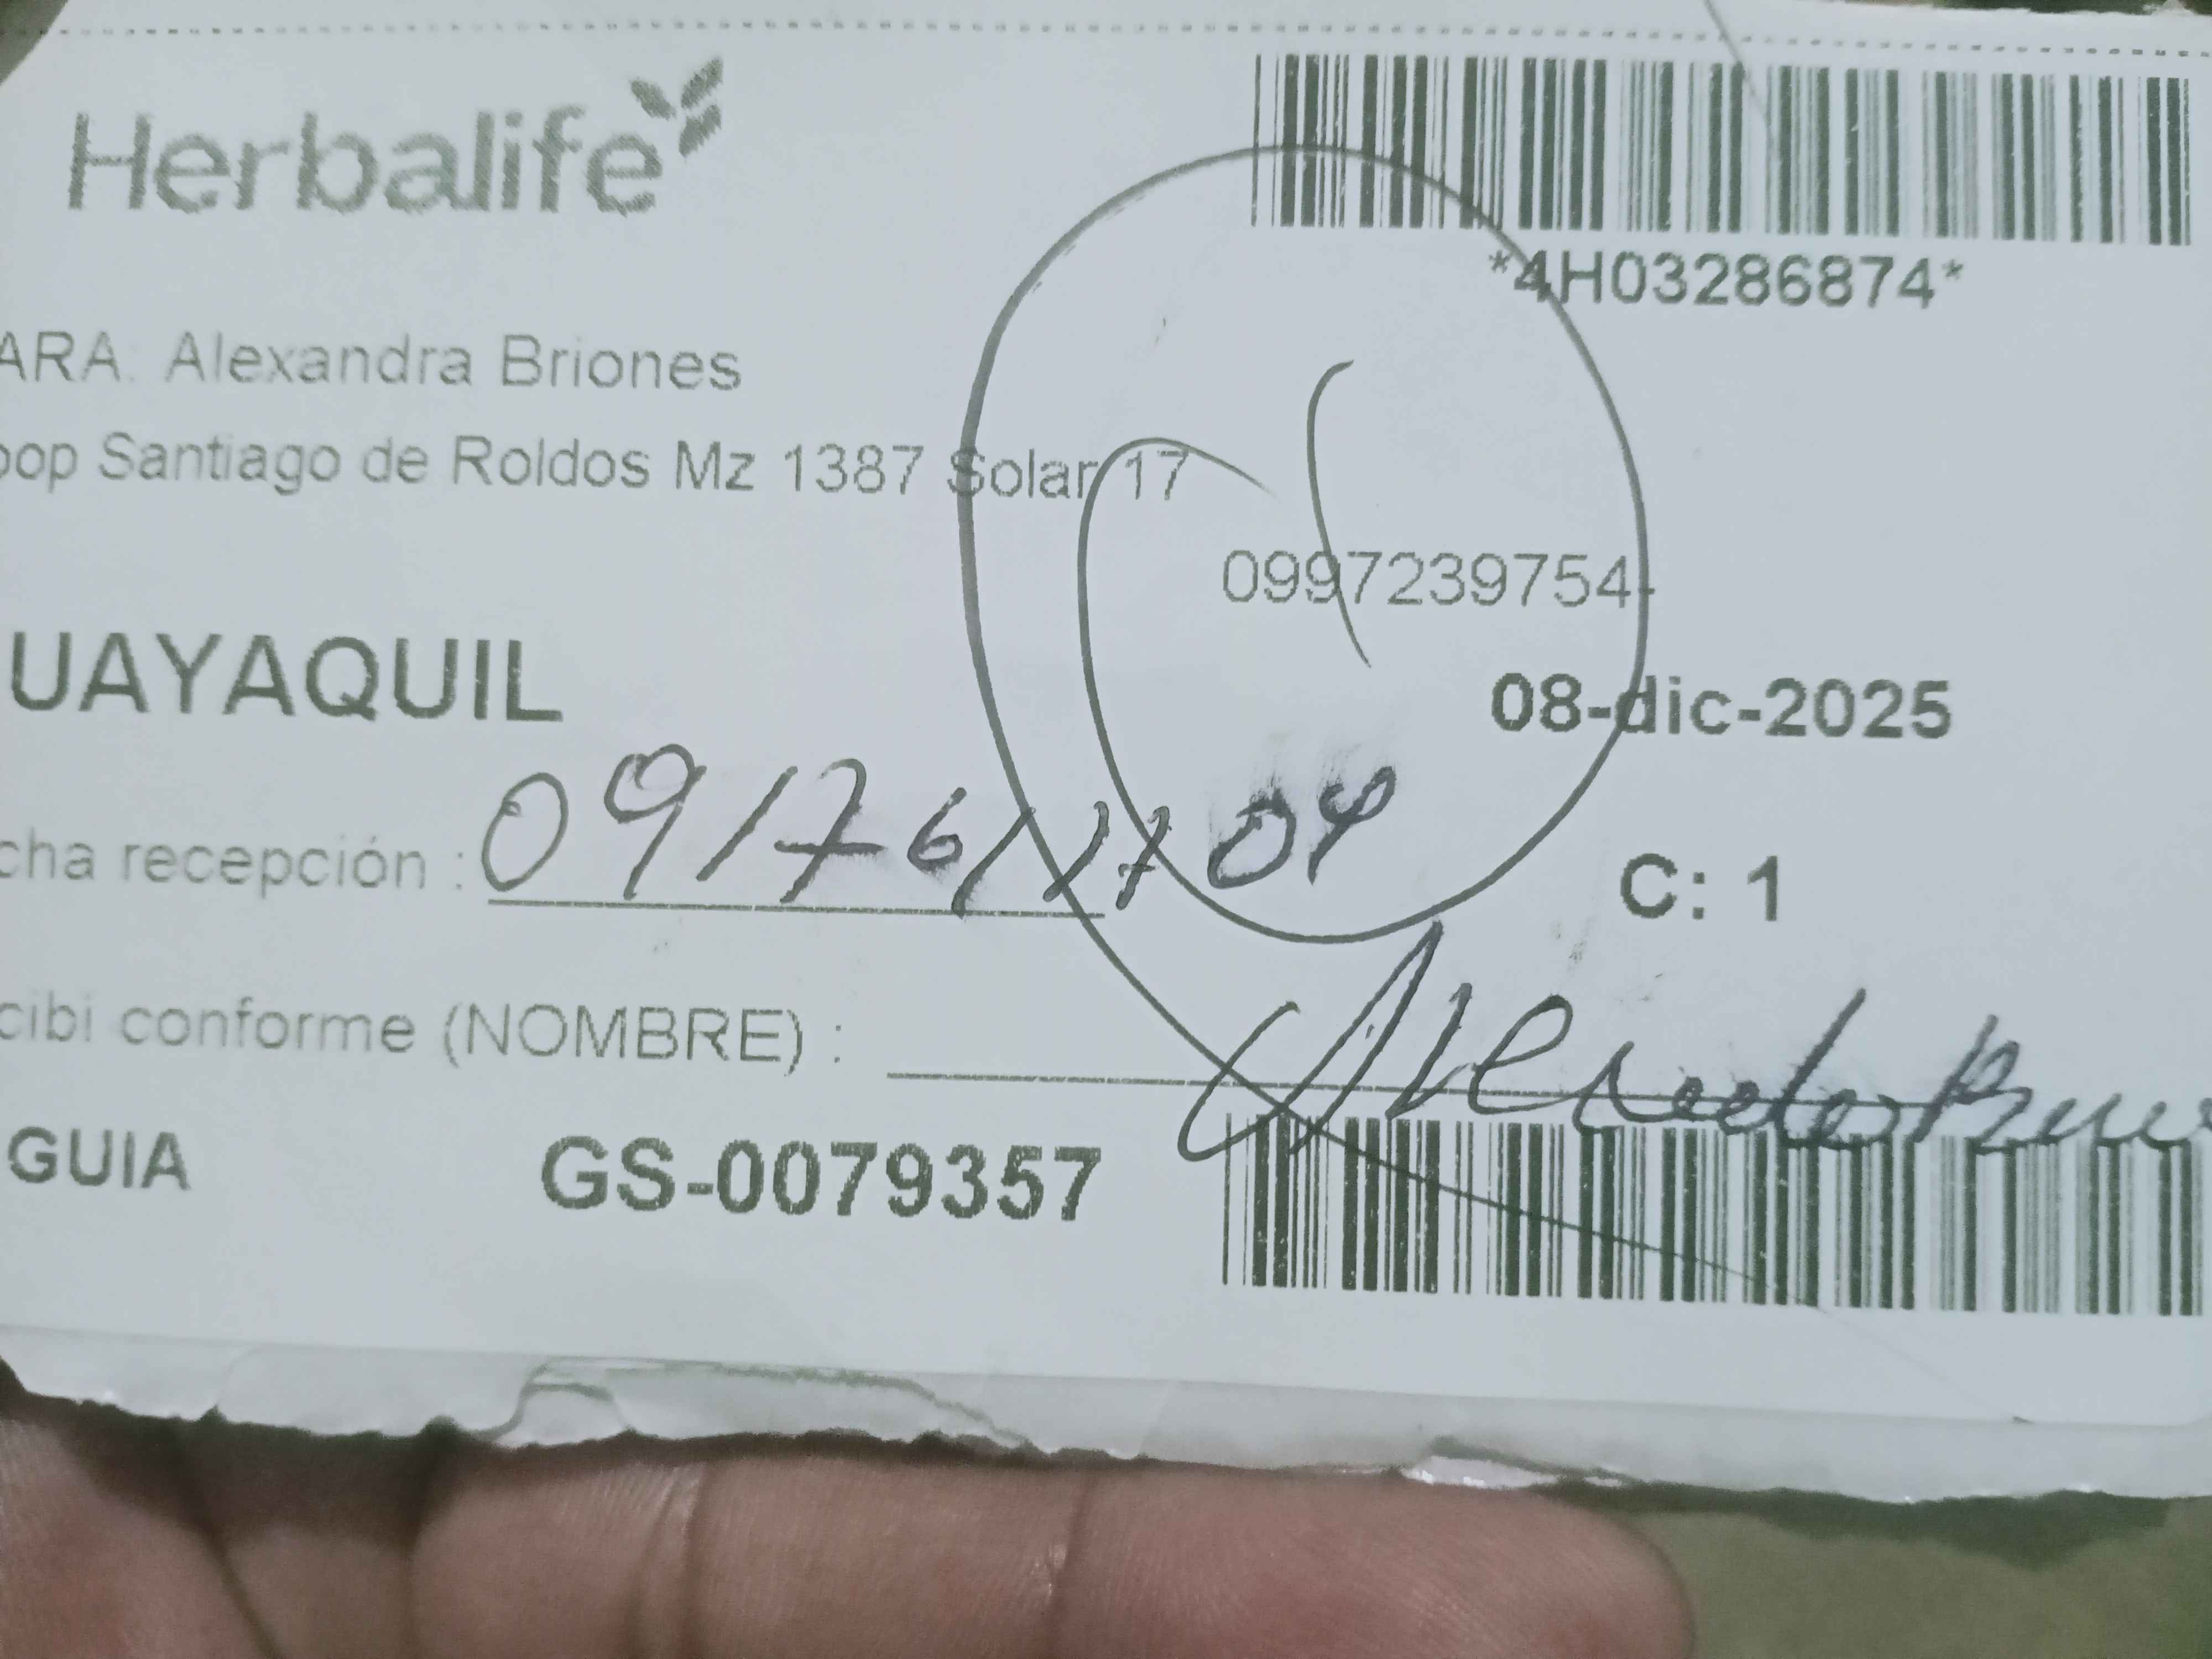 Herbalife
*4H03286874*
ARA. Alexandra Briones
oop Santiago de Roldos Mz 1387 Solar 17
0997239754-
UAYAQUIL
08-dic-2025
cha recepción :
C: 1
cibi conforme (NOMBRE) :
GUIA GS-0079357